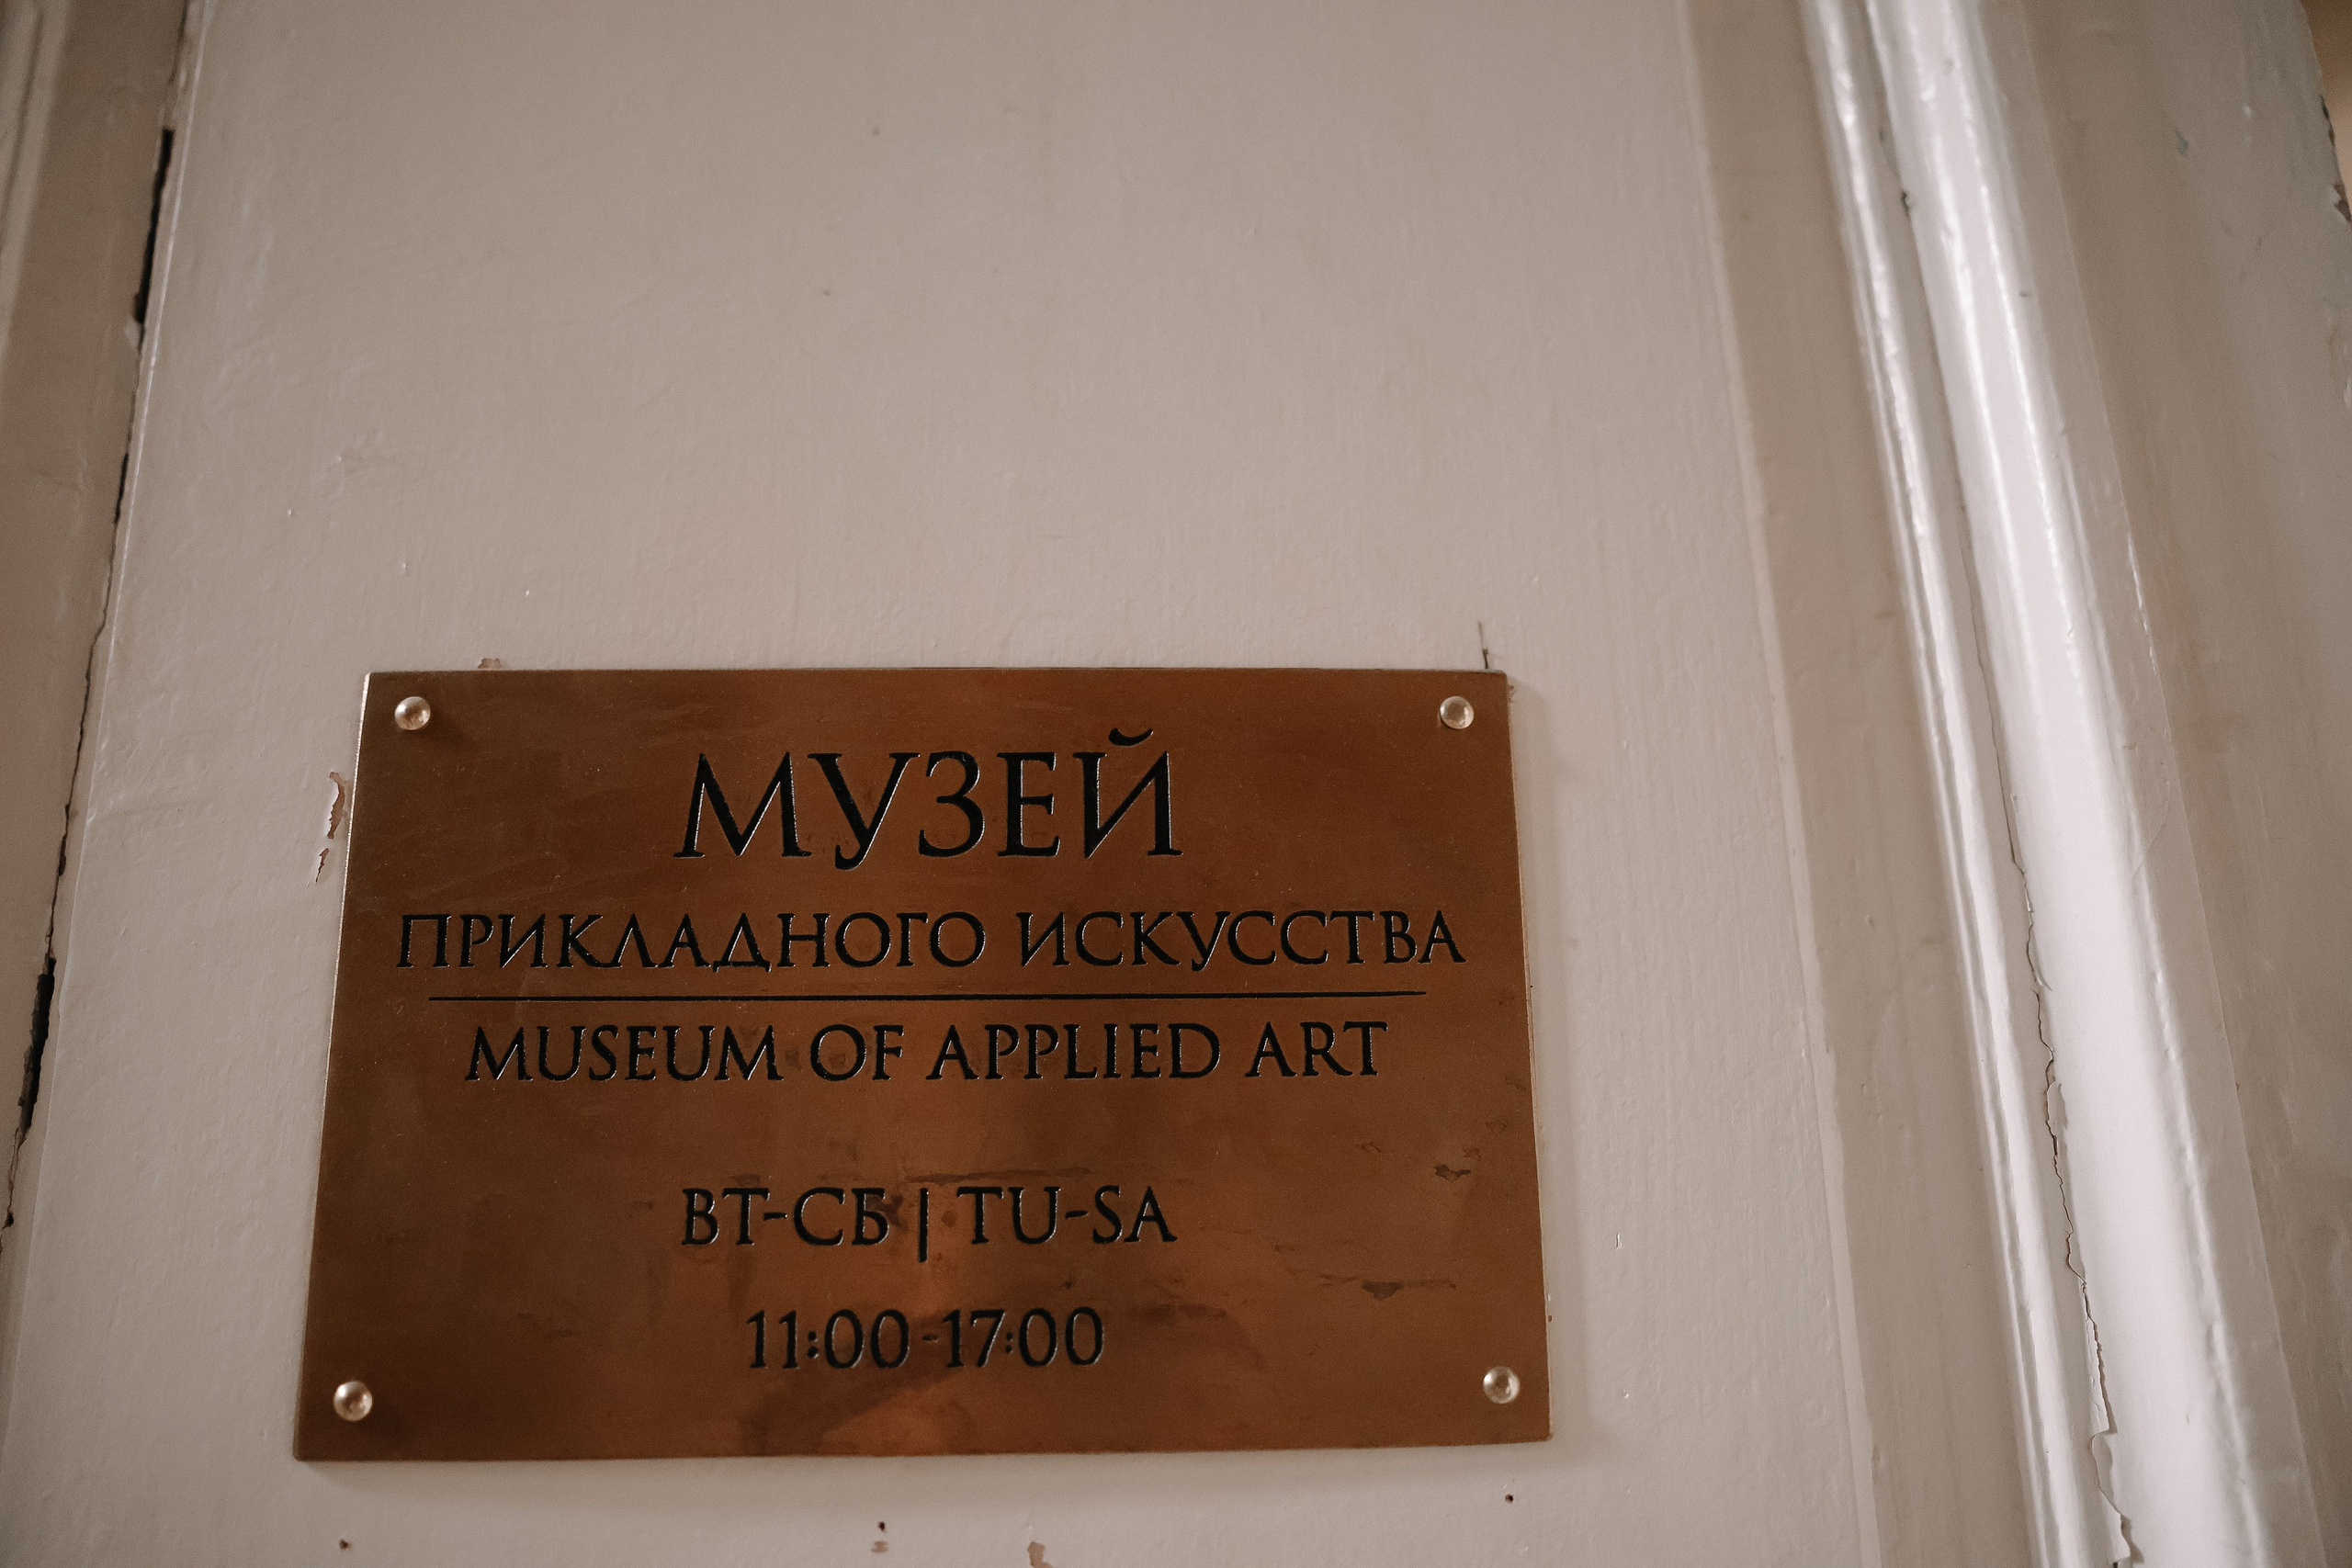 МУЗЕЙ
ПРИКЛАДНОГО ИСКУССТВА
MUSEUM OF APPLIED ART
ВТ-СБ | TU-SA
11:00-17:00